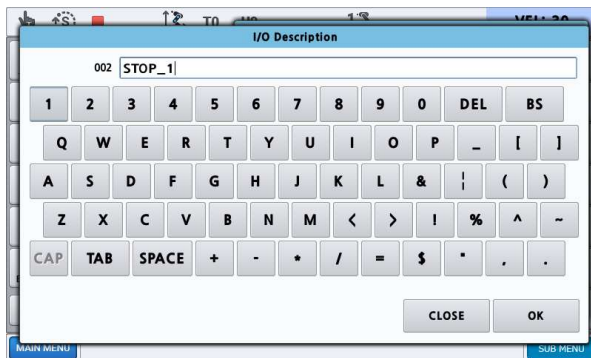 I/O Description
002 STOP_1
1 2 3 4 5 6 7 8 9 0 DEL BS
Q W E R T Y U I O P _ [ ]
A S D F G H J K L & ¦ ( )
Z X C V B N M < > ! % ^ ~
CAP TAB SPACE + - * / = $ " , .
CLOSE OK
MAIN MENU SUB MENU